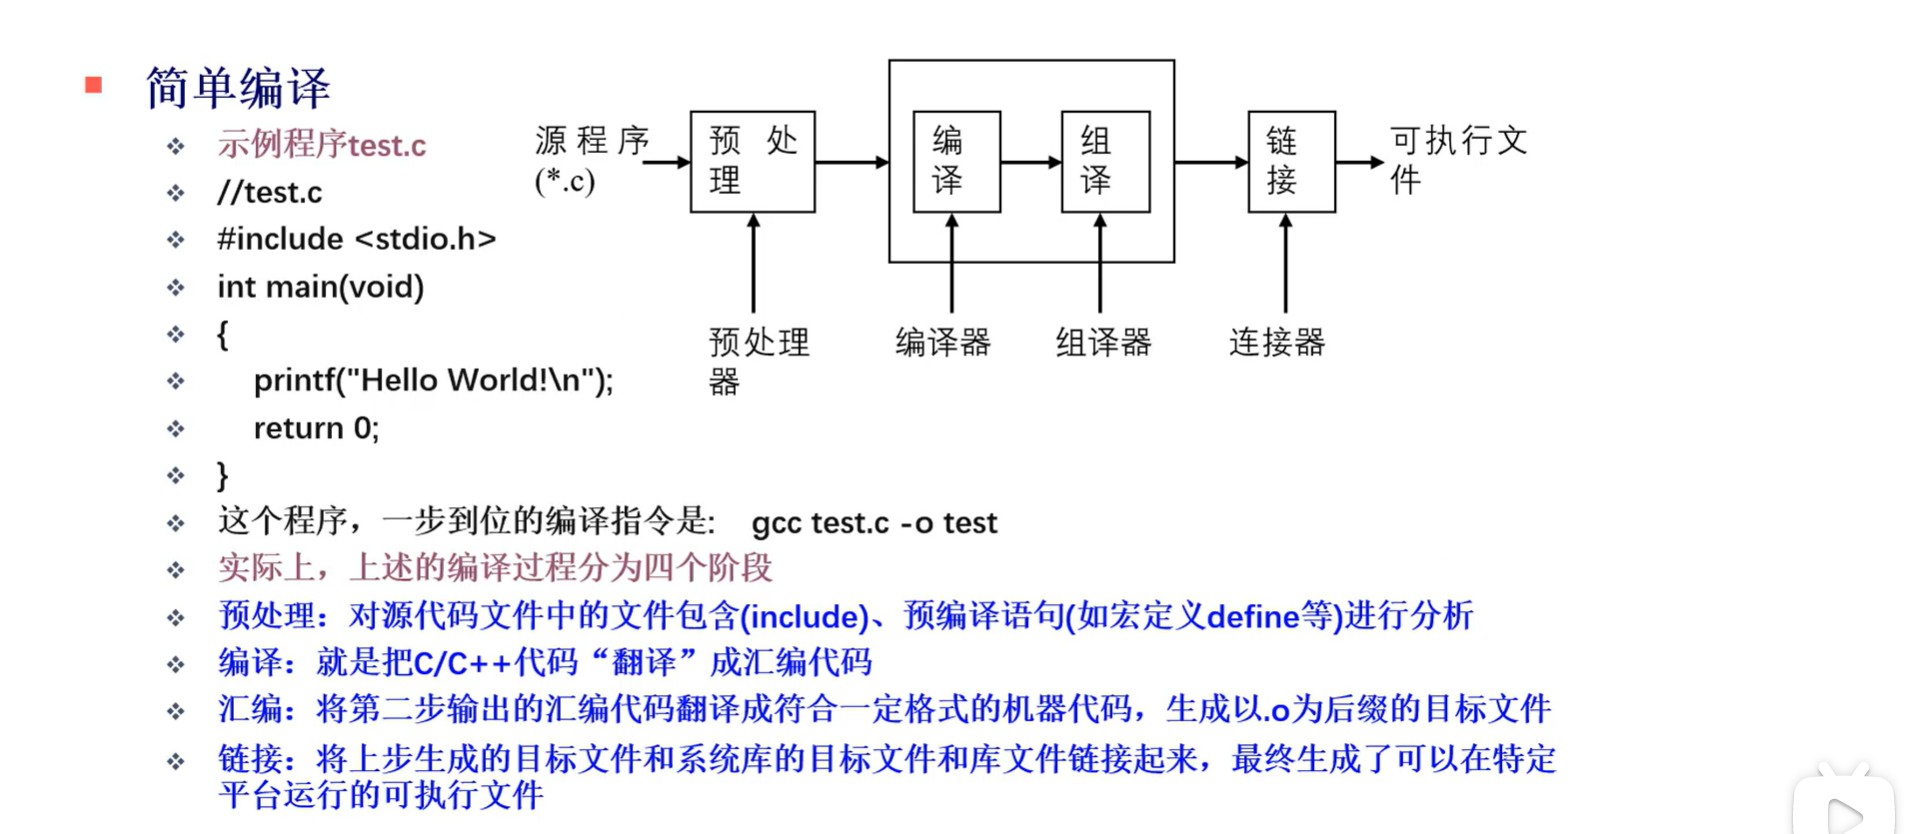 简单编译
示例程序test.c
//test.c
#include <stdio.h>
int main(void)
{
printf("Hello World!\n");
return 0;
}
源程序
(*.c)
预处
理
编
译
组
译
链
接
可执行文
件
预处理
器
编译器
组译器
连接器
这个程序，一步到位的编译指令是: gcc test.c -o test
实际上，上述的编译过程分为四个阶段
预处理：对源代码文件中的文件包含(include)、预编译语句(如宏定义define等)进行分析
编译：就是把C/C++代码“翻译”成汇编代码
汇编：将第二步输出的汇编代码翻译成符合一定格式的机器代码，生成以.o为后缀的目标文件
链接：将上步生成的目标文件和系统库的目标文件和库文件链接起来，最终生成了可以在特定
平台运行的可执行文件